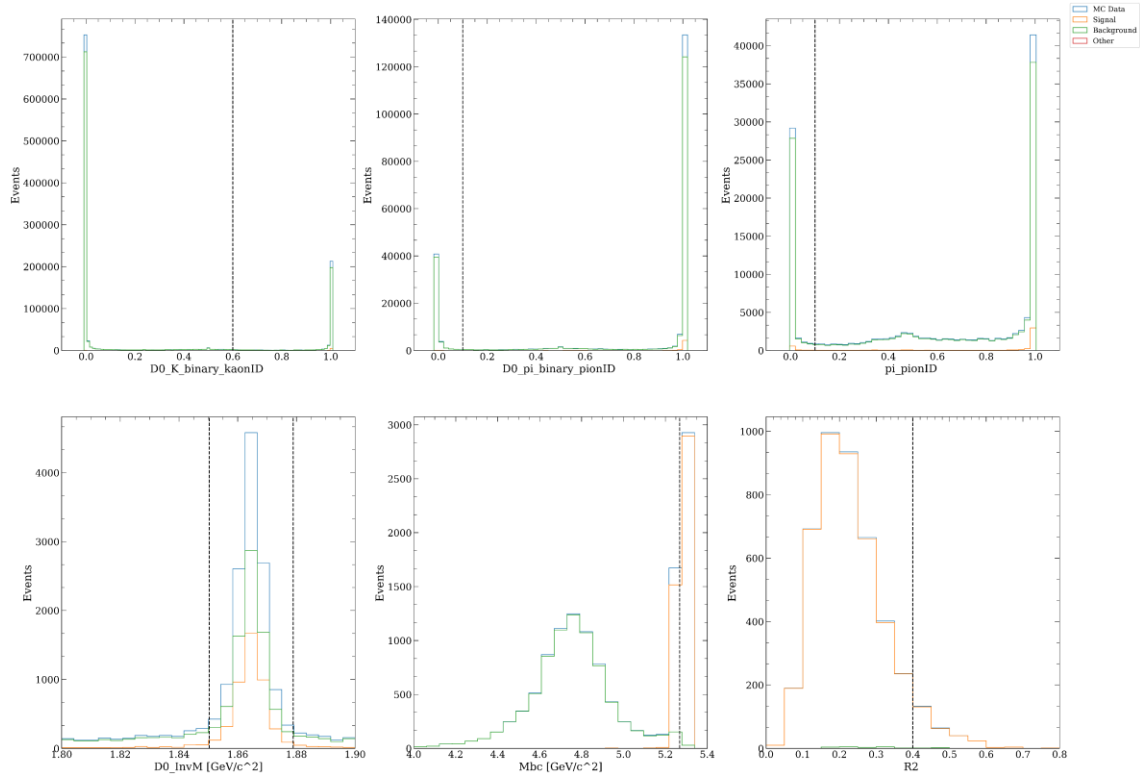 MC Data
Signal
Background
Other
Events
700000
600000
500000
400000
300000
200000
100000
0
0.0 0.2 0.4 0.6 0.8 1.0
D0_K_binary_kaonID
Events
140000
120000
100000
80000
60000
40000
20000
0
0.0 0.2 0.4 0.6 0.8 1.0
D0_pi_binary_pionID
Events
40000
35000
30000
25000
20000
15000
10000
5000
0
0.0 0.2 0.4 0.6 0.8 1.0
pi_pionID
Events
4000
3000
2000
1000
0
1.80 1.82 1.84 1.86 1.88 1.90
D0_InvM [GeV/c^2]
Events
3000
2500
2000
1500
1000
500
0
4.0 4.2 4.4 4.6 4.8 5.0 5.2 5.4
Mbc [GeV/c^2]
Events
1000
800
600
400
200
0
0.0 0.1 0.2 0.3 0.4 0.5 0.6 0.7 0.8
R2